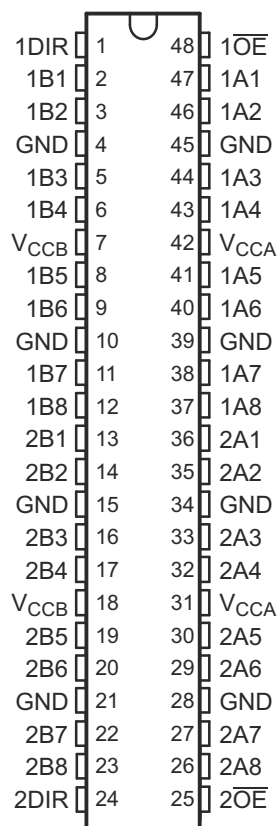 1DIR 1 48 1O̅E̅
1B1 2 47 1A1
1B2 3 46 1A2
GND 4 45 GND
1B3 5 44 1A3
1B4 6 43 1A4
VCCB 7 42 VCCA
1B5 8 41 1A5
1B6 9 40 1A6
GND 10 39 GND
1B7 11 38 1A7
1B8 12 37 1A8
2B1 13 36 2A1
2B2 14 35 2A2
GND 15 34 GND
2B3 16 33 2A3
2B4 17 32 2A4
VCCB 18 31 VCCA
2B5 19 30 2A5
2B6 20 29 2A6
GND 21 28 GND
2B7 22 27 2A7
2B8 23 26 2A8
2DIR 24 25 2O̅E̅